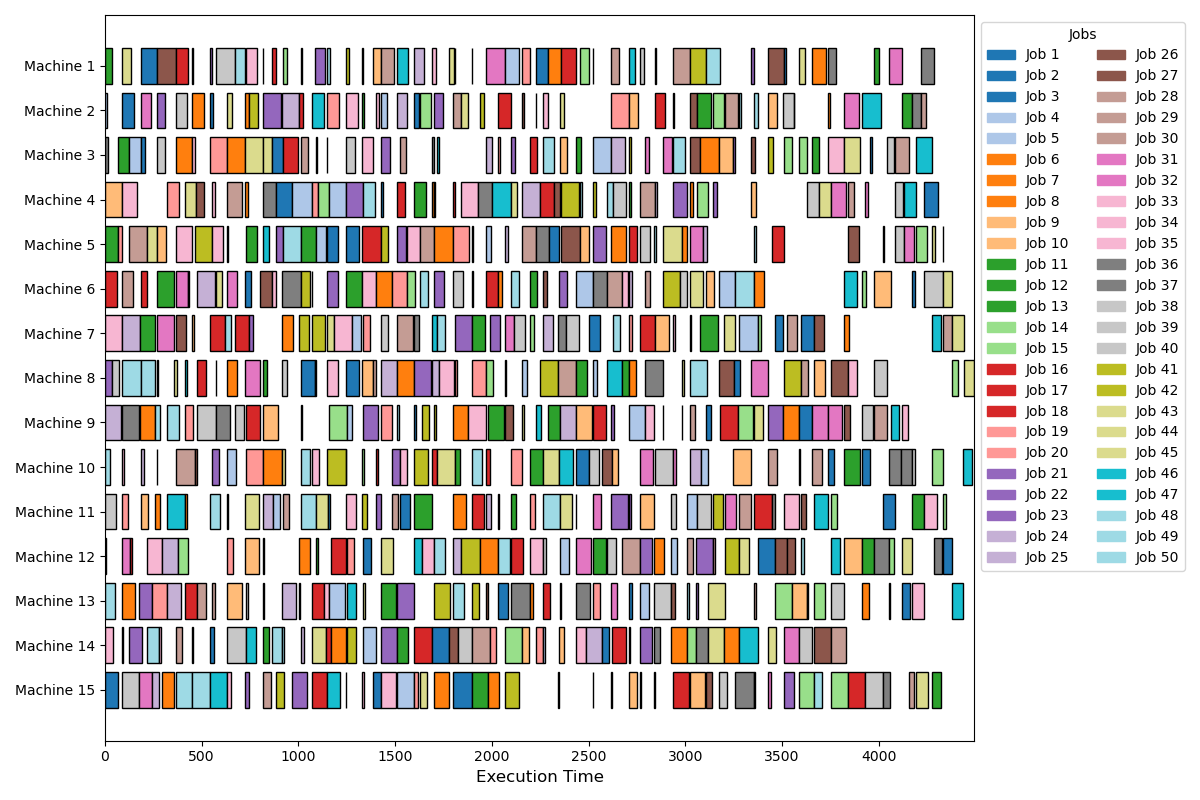 Machine 1
Machine 2
Machine 3
Machine 4
Machine 5
Machine 6
Machine 7
Machine 8
Machine 9
Machine 10
Machine 11
Machine 12
Machine 13
Machine 14
Machine 15
0 500 1000 1500 2000 2500 3000 3500 4000
Execution Time
Jobs
Job 1
Job 2
Job 3
Job 4
Job 5
Job 6
Job 7
Job 8
Job 9
Job 10
Job 11
Job 12
Job 13
Job 14
Job 15
Job 16
Job 17
Job 18
Job 19
Job 20
Job 21
Job 22
Job 23
Job 24
Job 25
Job 26
Job 27
Job 28
Job 29
Job 30
Job 31
Job 32
Job 33
Job 34
Job 35
Job 36
Job 37
Job 38
Job 39
Job 40
Job 41
Job 42
Job 43
Job 44
Job 45
Job 46
Job 47
Job 48
Job 49
Job 50